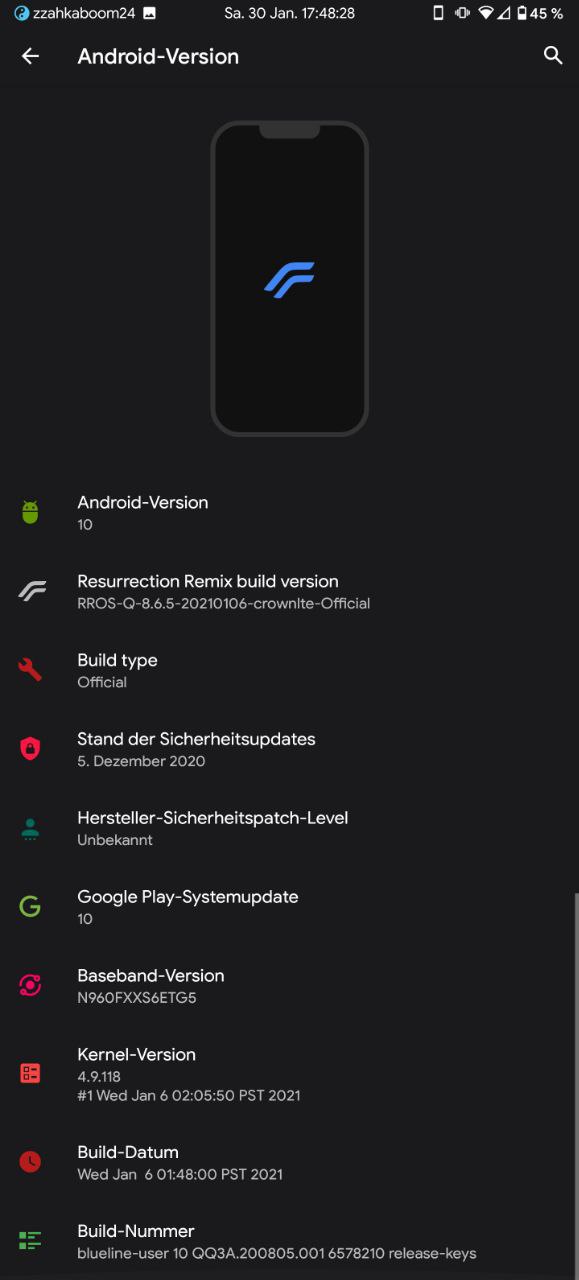 zzahkaboom24 Sa. 30 Jan. 17:48:28 45 %
Android-Version
Android-Version
10
Resurrection Remix build version
RROS-Q-8.6.5-20210106-crownlte-Official
Build type
Official
Stand der Sicherheitsupdates
5. Dezember 2020
Hersteller-Sicherheitspatch-Level
Unbekannt
Google Play-Systemupdate
10
Baseband-Version
N960FXXS6ETG5
Kernel-Version
4.9.118
#1 Wed Jan 6 02:05:50 PST 2021
Build-Datum
Wed Jan  6 01:48:00 PST 2021
Build-Nummer
blueline-user 10 QQ3A.200805.001 6578210 release-keys